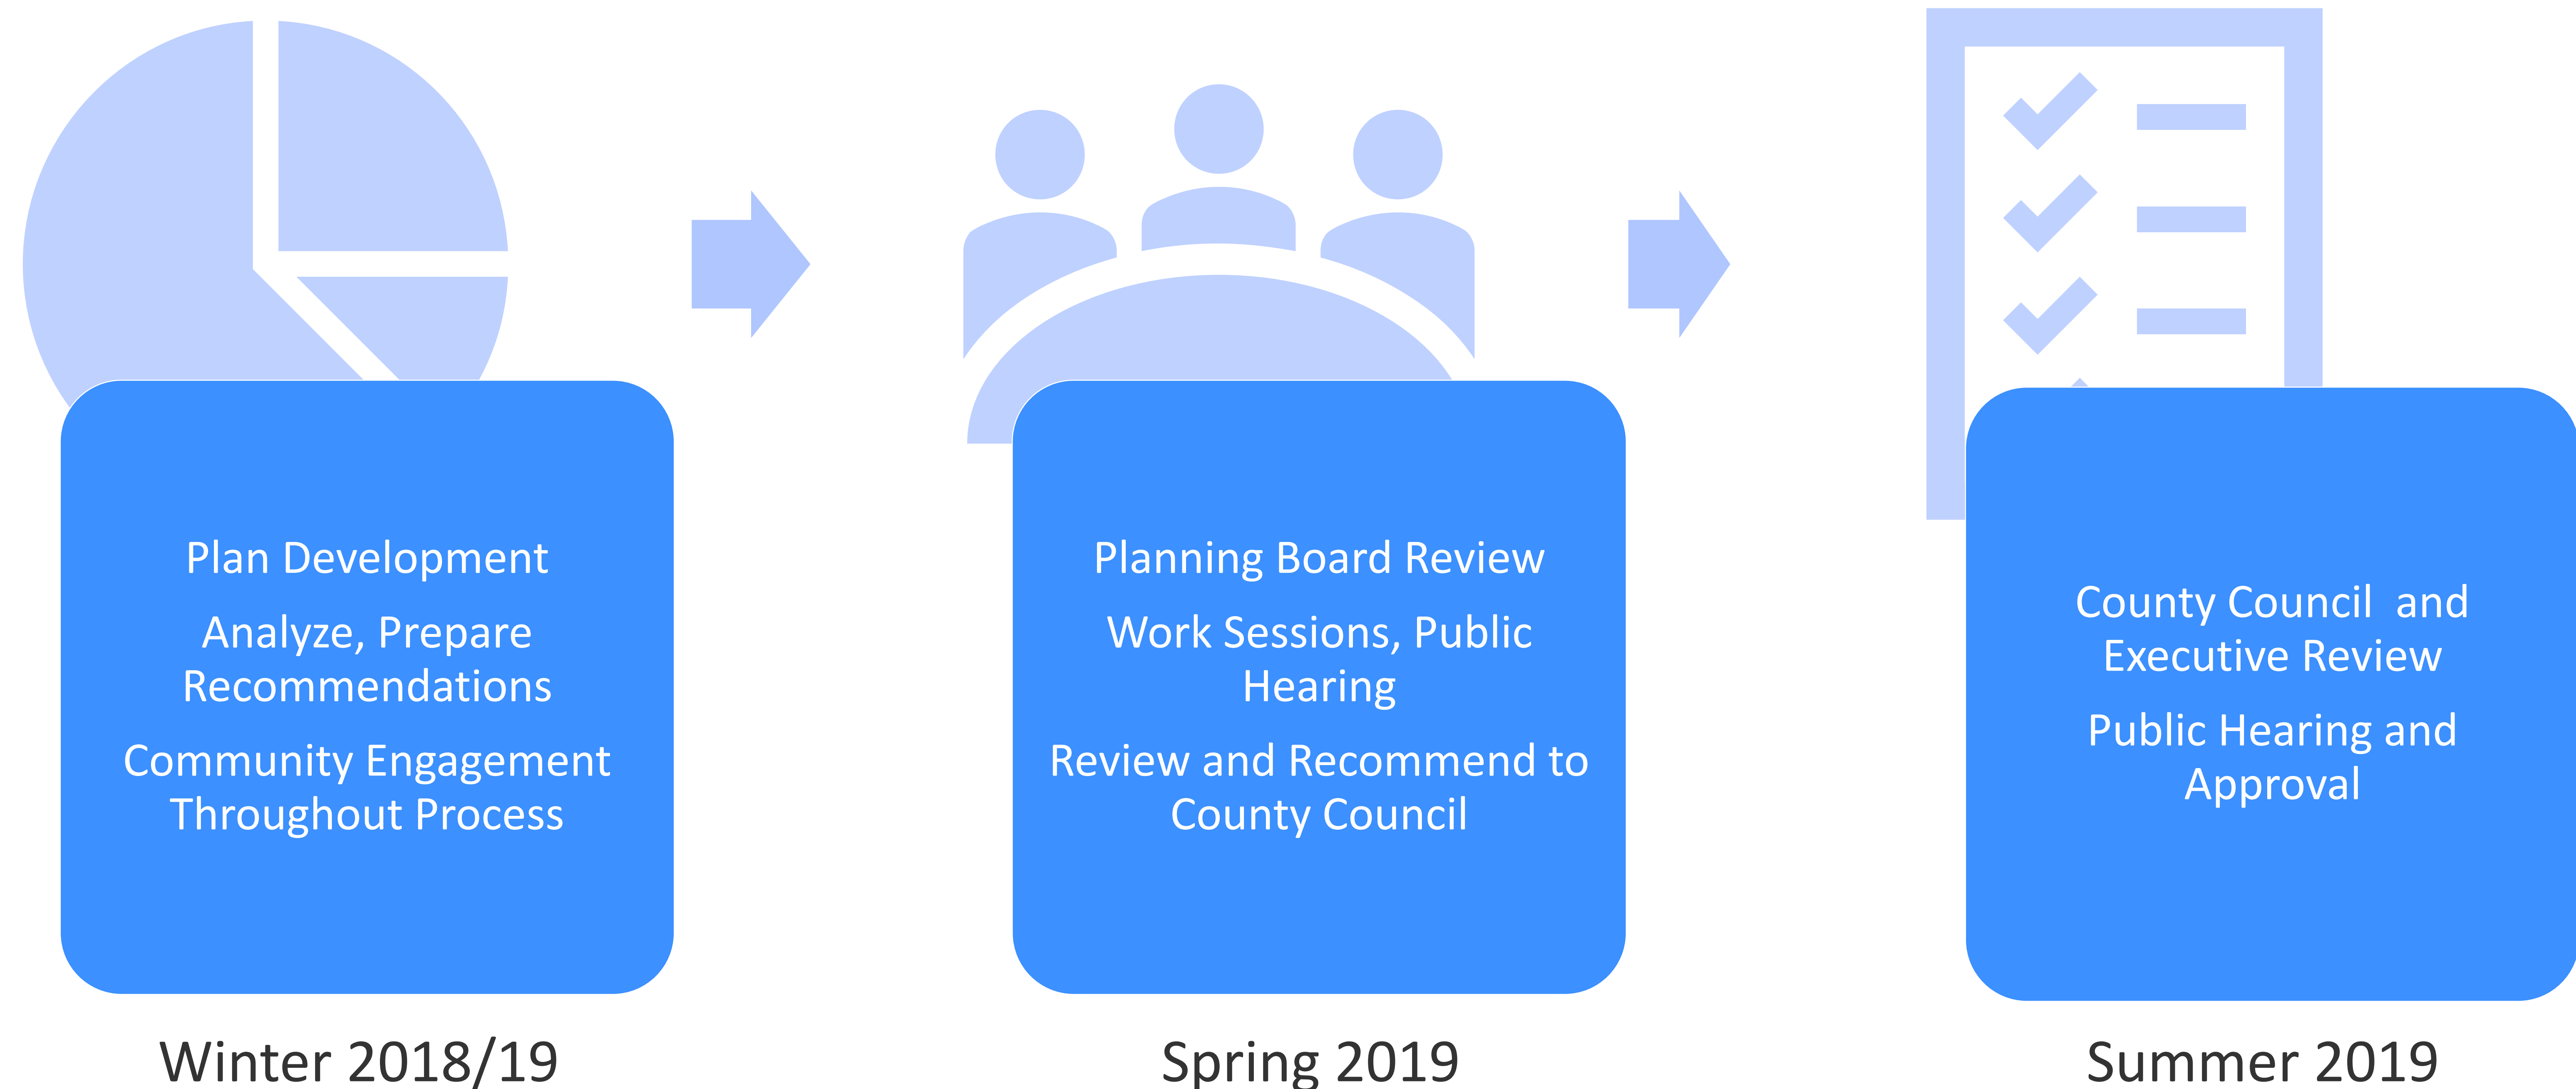 Plan Development
Analyze, Prepare
Recommendations
Community Engagement
Throughout Process
Winter 2018/19
Planning Board Review
Work Sessions, Public
Hearing
Review and Recommend to
County Council
Spring 2019
County Council  and
Executive Review
Public Hearing and
Approval
Summer 2019